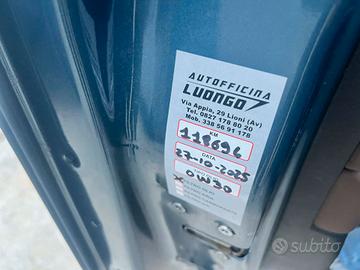 AUTOFFICINA
LUONGO
Via Appia, 29 Lioni (Av)
Tel. 0827 178 80 20
Mob. 338 56 91 178
KM
118694
DATA
27-10-2025
X 0W30
subito